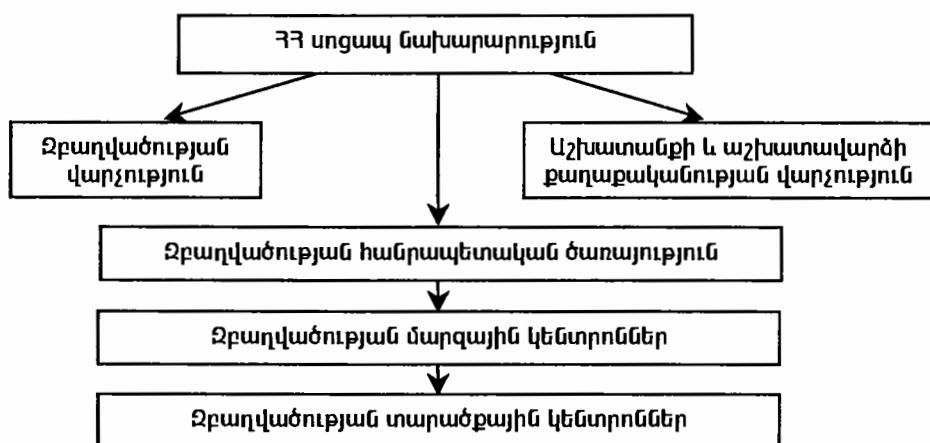 ՀՀ սոցապ նախարարություն
Զբաղվածության
վարչություն
Աշխատանքի և աշխատավարձի
քաղաքականության վարչություն
Զբաղվածության հանրապետական ծառայություն
Զբաղվածության մարզային կենտրոններ
Զբաղվածության տարածքային կենտրոններ